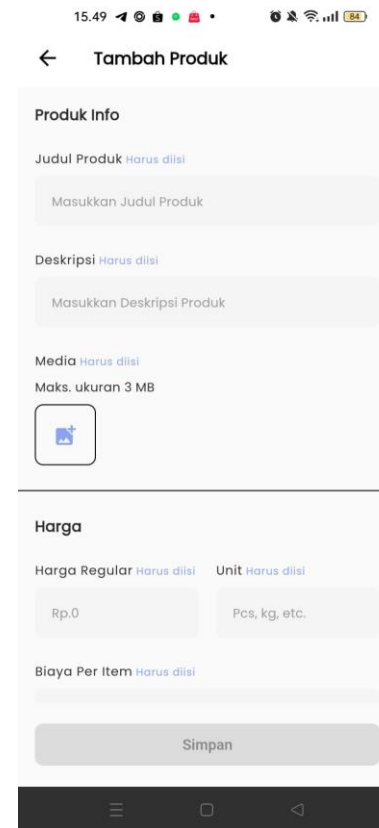 15.49
84
Tambah Produk
Produk Info
Judul Produk Harus diisi
Masukkan Judul Produk
Deskripsi Harus diisi
Masukkan Deskripsi Produk
Media Harus diisi
Maks. ukuran 3 MB
Harga
Harga Regular Harus diisi Unit Harus diisi
Rp.0 Pcs, kg, etc.
Biaya Per Item Harus diisi
Simpan